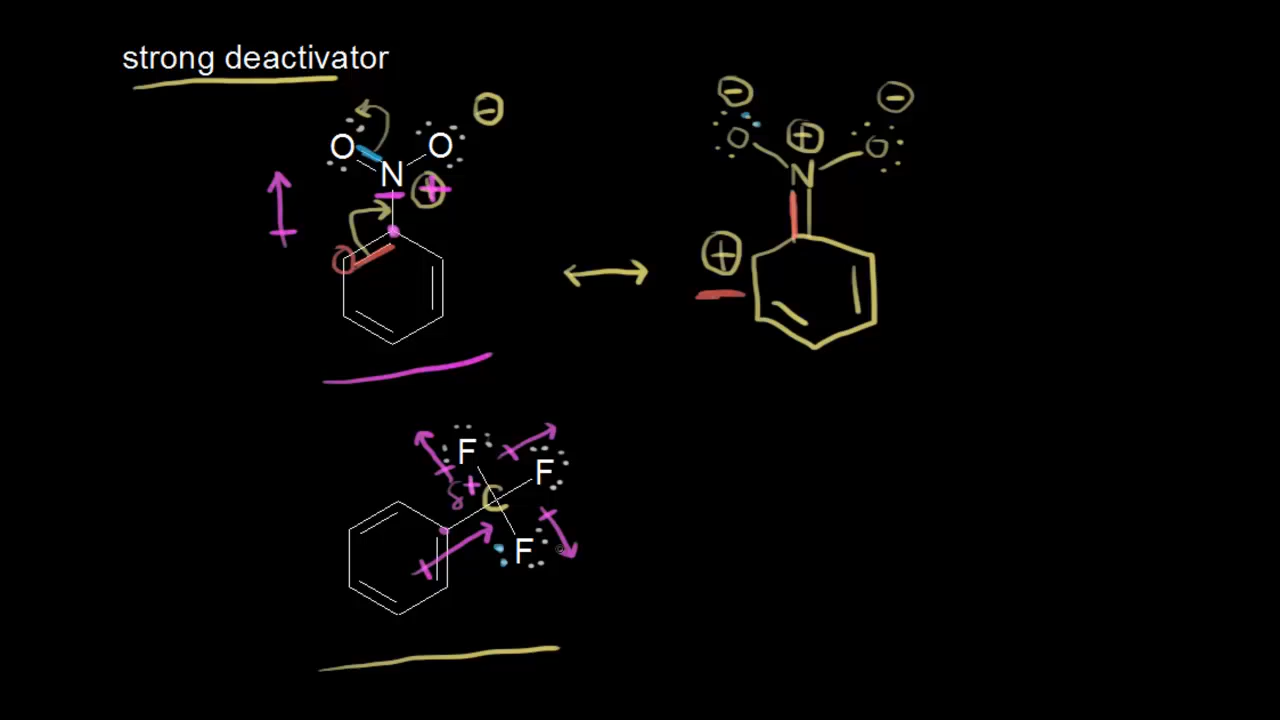 strong deactivator
O O −
N +
− −
O + O
N
+
F
F
δ + C
F